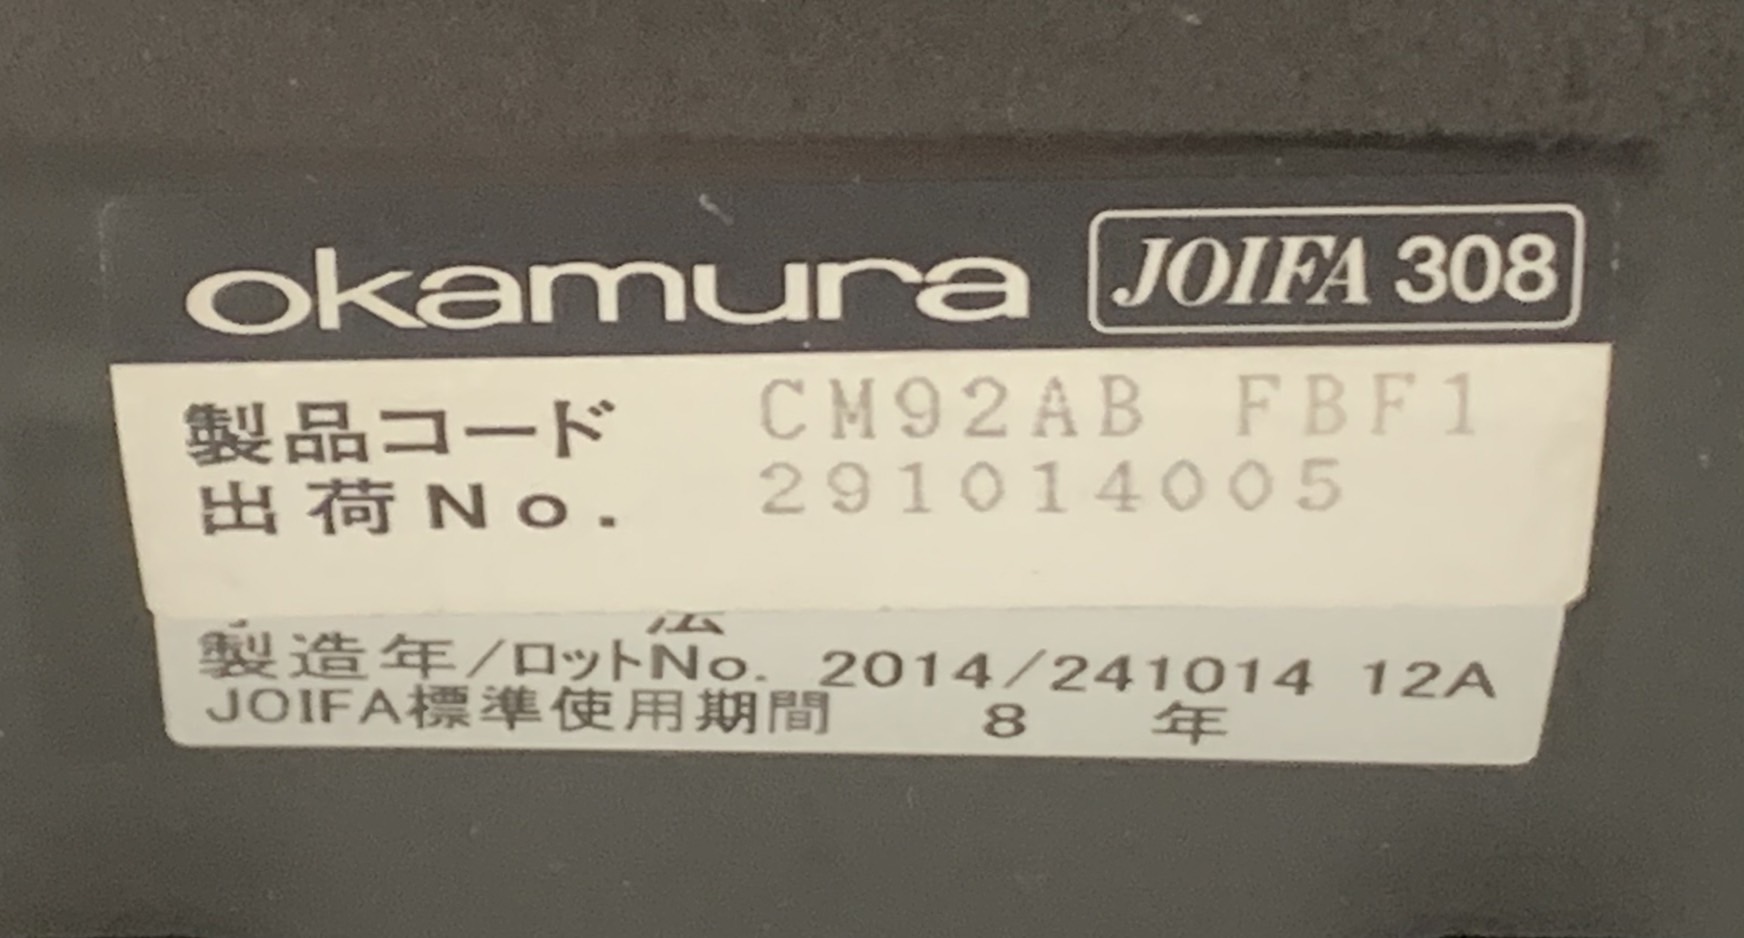 okamura JOIFA 308
製品コード CM92AB FBF1
出荷No. 291014005
法
製造年/ロットNo. 2014/241014 12A
JOIFA標準使用期間 8 年